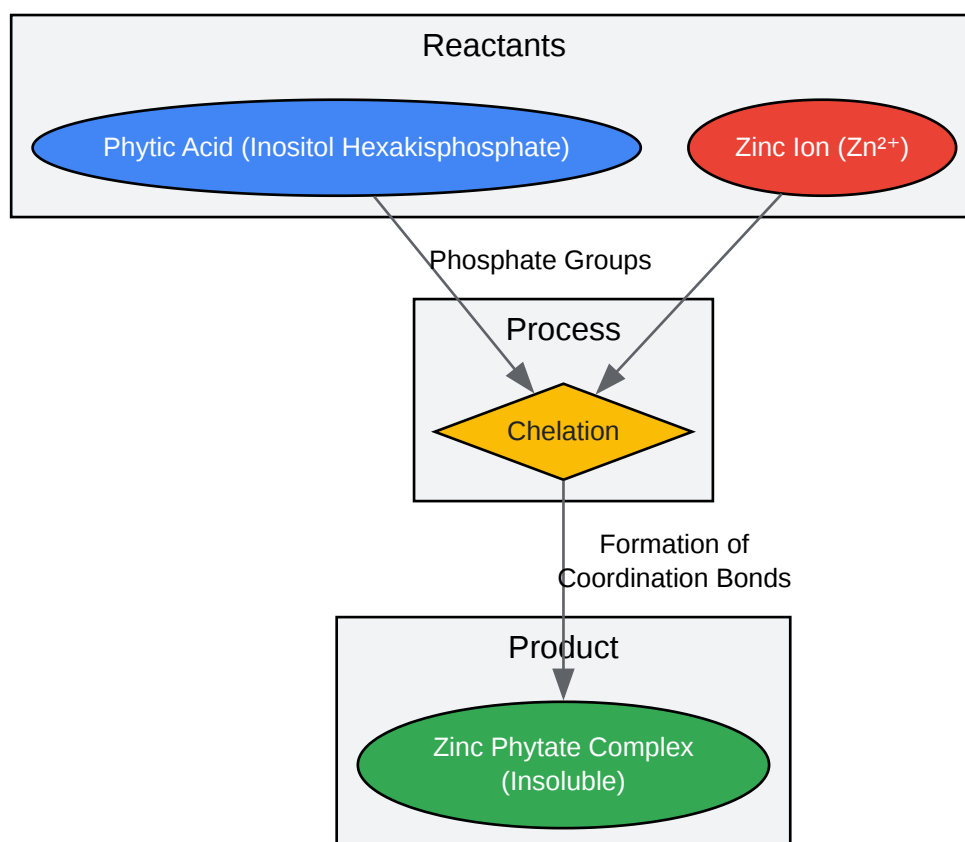 Reactants
Phytic Acid (Inositol Hexakisphosphate)
Zinc Ion (Zn²⁺)
Phosphate Groups
Process
Chelation
Formation of
Coordination Bonds
Product
Zinc Phytate Complex
(Insoluble)